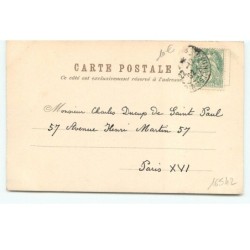 10€
CARTE POSTALE
Ce côté est exclusivement réservé à l'adresse
Monsieur Charles Ducup de Saint Paul
57 Avenue Henri Martin 57
Paris XVI